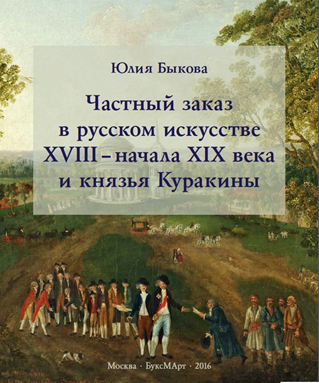 Юлия Быкова
Частный заказ
в русском искусстве
XVIII – начала XIX века
и князья Куракины
Москва · БуксМАрт · 2016